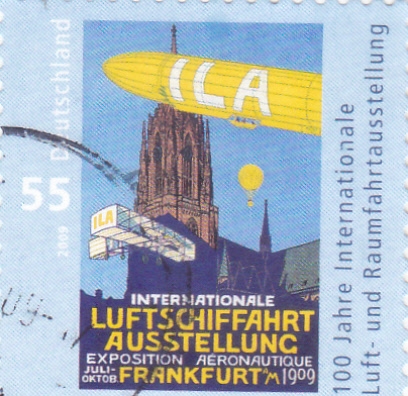 Deutschland
55
2009
ILA
ILA
INTERNATIONALE
LUFTSCHIFFAHRT
AUSSTELLUNG
EXPOSITION AÉRONAUTIQUE
JULI-
OKTOB. FRANKFURT A/M 1909
100 Jahre Internationale
Luft- und Raumfahrtausstellung